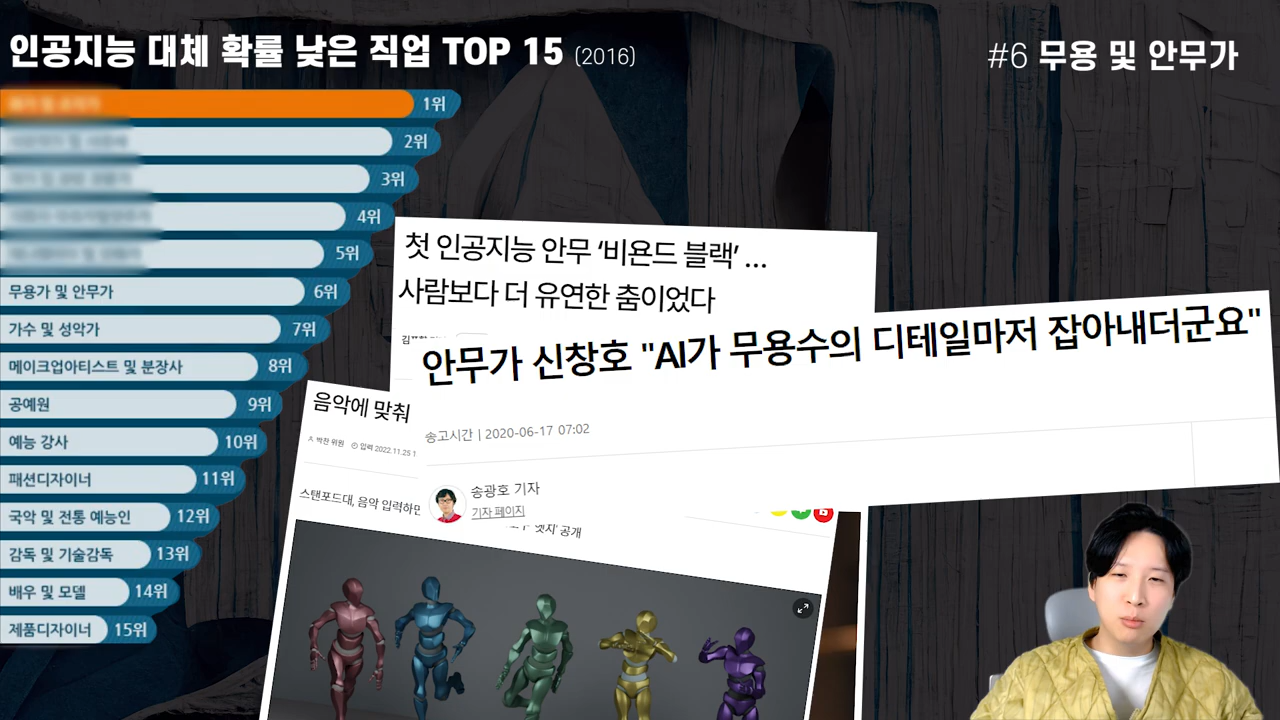 인공지능 대체 확률 낮은 직업 TOP 15 (2016)
#6 무용 및 안무가
1위
2위
3위
4위
5위
무용가 및 안무가 6위
가수 및 성악가 7위
메이크업아티스트 및 분장사 8위
공예원 9위
예능 강사 10위
패션디자이너 11위
국악 및 전통 예능인 12위
감독 및 기술감독 13위
배우 및 모델 14위
제품디자이너 15위
첫 인공지능 안무 ‘비욘드 블랙’ ...
사람보다 더 유연한 춤이었다
안무가 신창호 "AI가 무용수의 디테일마저 잡아내더군요"
송고시간 | 2020-06-17 07:02
송광호 기자
기자 페이지
음악에 맞춰
박찬 위원 입력 2022.11.25 1
스탠포드대, 음악 입력하면
공개